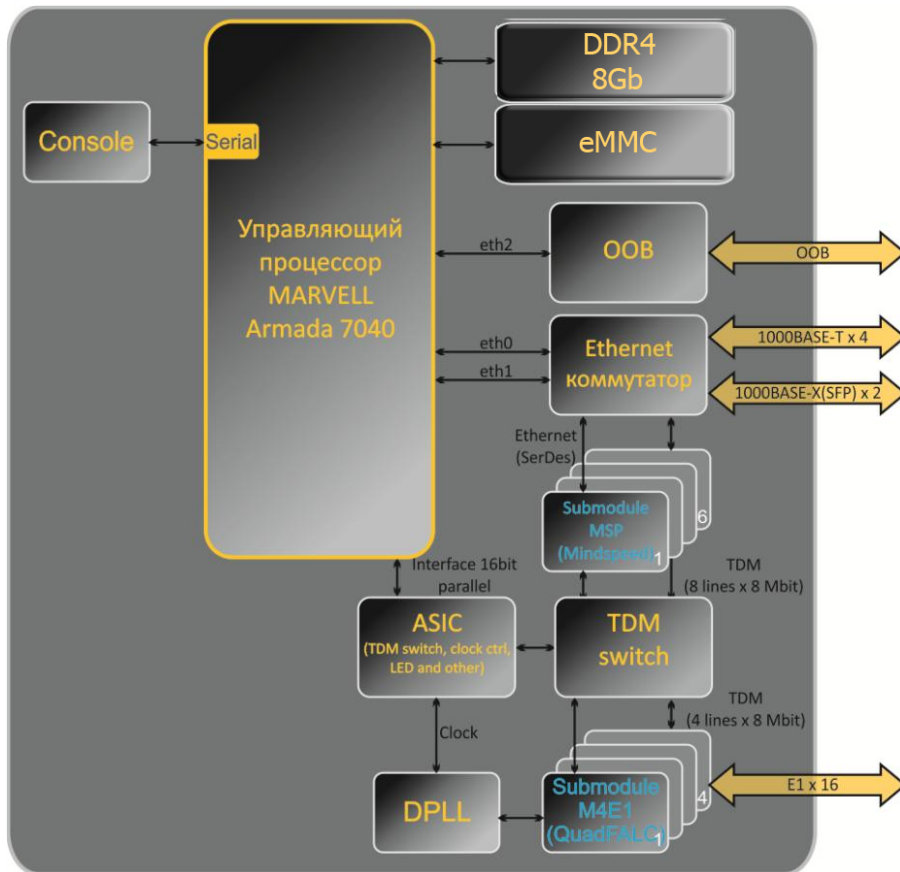 DDR4
8Gb
Console
Serial
eMMC
Управляющий
процессор
MARVELL
Armada 7040
eth2
OOB
OOB
eth0
eth1
Ethernet
коммутатор
1000BASE-T x 4
1000BASE-X(SFP) x 2
Ethernet
(SerDes)
Submodule
MSP
(Mindspeed)
1
6
Interface 16bit
parallel
TDM
(8 lines x 8 Mbit)
ASIC
(TDM switch, clock ctrl,
LED and other)
TDM
switch
TDM
(4 lines x 8 Mbit)
Clock
DPLL
Submodule
M4E1
(QuadFALC)
1
4
E1 x 16